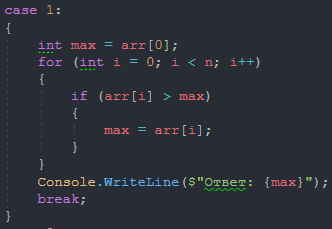 case 1:
{
int max = arr[0];
for (int i = 0; i < n; i++)
{
if (arr[i] > max)
{
max = arr[i];
}
}
Console.WriteLine($"Ответ: {max}");
break;
}